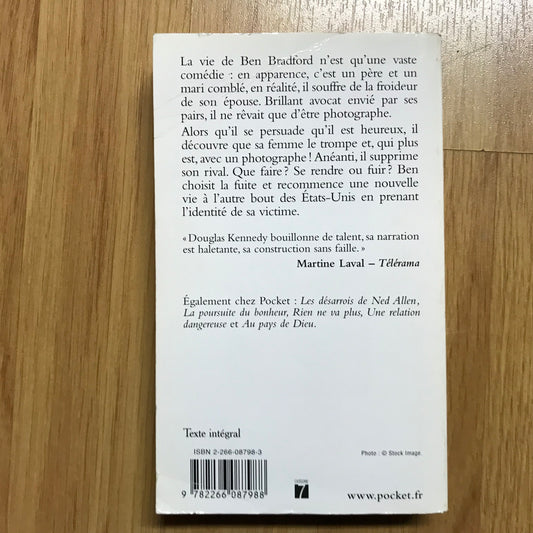 La vie de Ben Bradford n'est qu'une vaste
comédie : en apparence, c'est un père et un
mari comblé, en réalité, il souffre de la froideur
de son épouse. Brillant avocat envié par ses
pairs, il ne rêvait que d'être photographe.
Alors qu'il se persuade qu'il est heureux, il
découvre que sa femme le trompe et, qui plus
est, avec un photographe ! Anéanti, il supprime
son rival. Que faire ? Se rendre ou fuir ? Ben
choisit la fuite et recommence une nouvelle
vie à l'autre bout des États-Unis en prenant
l'identité de sa victime.
« Douglas Kennedy bouillonne de talent, sa narration
est haletante, sa construction sans faille. »
Martine Laval – Télérama
Également chez Pocket : Les désarrois de Ned Allen,
La poursuite du bonheur, Rien ne va plus, Une relation
dangereuse et Au pays de Dieu.
Texte intégral
ISBN 2-266-08798-3
Photo : © Stock Image.
7
9 782266 087988
www.pocket.fr